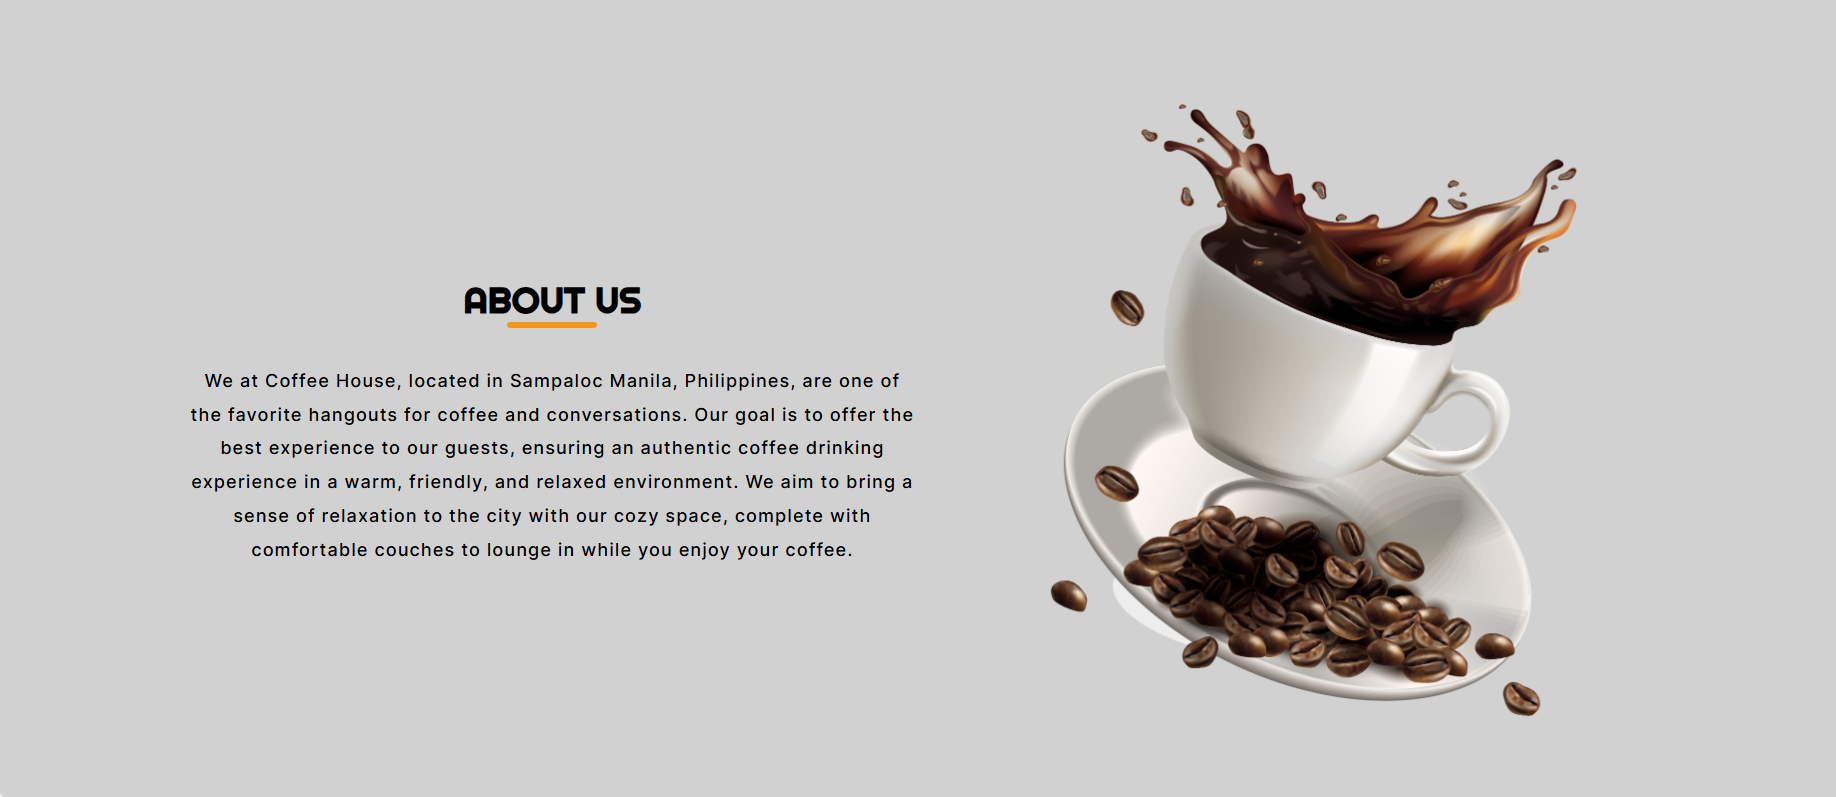 ABOUT US
We at Coffee House, located in Sampaloc Manila, Philippines, are one of
the favorite hangouts for coffee and conversations. Our goal is to offer the
best experience to our guests, ensuring an authentic coffee drinking
experience in a warm, friendly, and relaxed environment. We aim to bring a
sense of relaxation to the city with our cozy space, complete with
comfortable couches to lounge in while you enjoy your coffee.